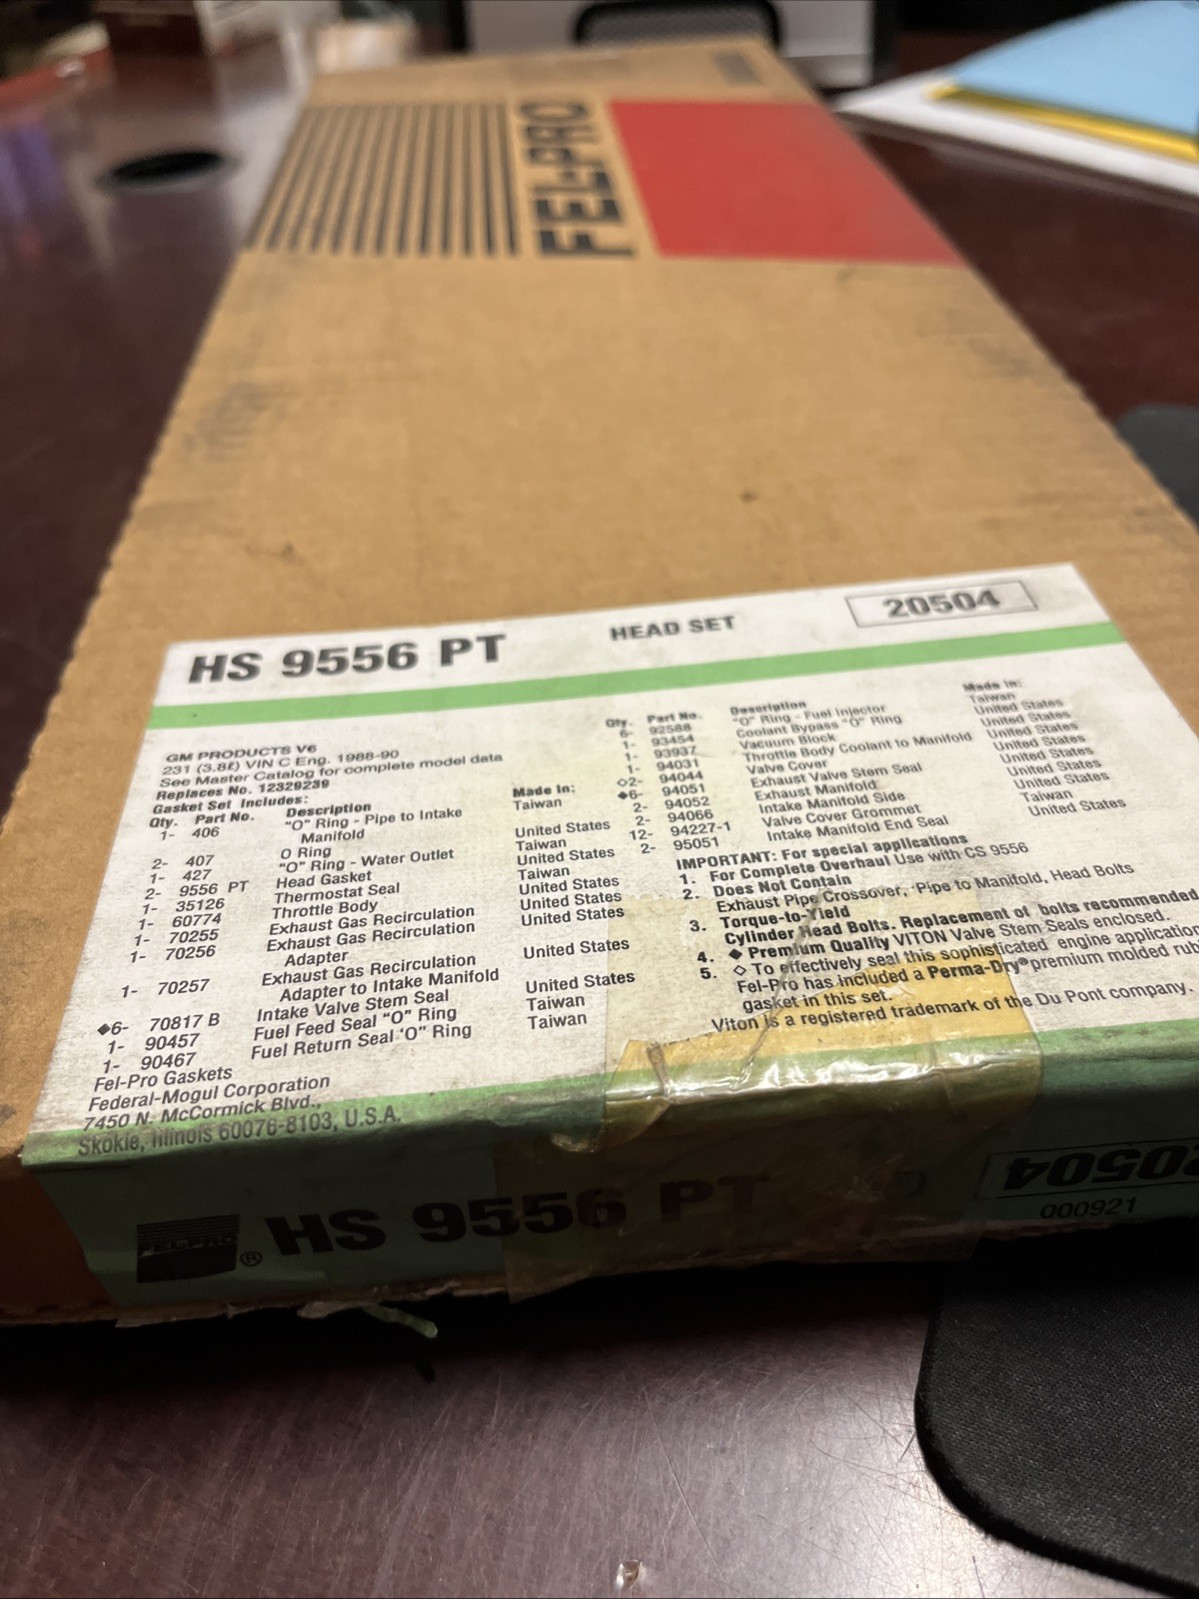 FEL-PRO
HS 9556 PT
HEAD SET
20504
GM PRODUCTS V6
231 (3.8ℓ) VIN C Eng. 1988-90
See Master Catalog for complete model data
Replaces No. 12329239
Gasket Set Includes:
Qty. Part No. Description Made in:
1- 406 "O" Ring - Pipe to Intake Taiwan
Manifold
2- 407 O Ring United States
1- 427 "O" Ring - Water Outlet Taiwan
2- 9556 PT Head Gasket United States
1- 35126 Thermostat Seal Taiwan
1- 60774 Throttle Body United States
1- 70255 Exhaust Gas Recirculation United States
1- 70256 Exhaust Gas Recirculation United States
Adapter
1- 70257 Exhaust Gas Recirculation United States
Adapter to Intake Manifold
◆6- 70817 B Intake Valve Stem Seal United States
1- 90457 Fuel Feed Seal "O" Ring Taiwan
1- 90467 Fuel Return Seal 'O" Ring Taiwan
Fel-Pro Gaskets
Federal-Mogul Corporation
7450 N. McCormick Blvd.,
Skokie, Illinois 60076-8103, U.S.A.
Qty. Part No. Description Made in:
6- 92588 "O" Ring - Fuel Injector Taiwan
1- 93454 Coolant Bypass "O" Ring United States
1- 93937 Vacuum Block United States
1- 94031 Throttle Body Coolant to Manifold United States
◇2- 94044 Valve Cover United States
◆6- 94051 Exhaust Valve Stem Seal United States
2- 94052 Exhaust Manifold United States
2- 94066 Intake Manifold Side United States
12- 94227-1 Valve Cover Grommet Taiwan
2- 95051 Intake Manifold End Seal United States
IMPORTANT: For special applications
1. For Complete Overhaul Use with CS 9556
2. Does Not Contain
Exhaust Pipe Crossover, Pipe to Manifold, Head Bolts
3. Torque-to-Yield
Cylinder Head Bolts. Replacement of bolts recommended.
4. ◆ Premium Quality VITON Valve Stem Seals enclosed.
5. ◇ To effectively seal this sophisticated engine application
Fel-Pro has included a Perma-Dry® premium molded
gasket in this set.
Viton is a registered trademark of the Du Pont company.
FEL-PRO ® HS 9556 PT
20504
000921